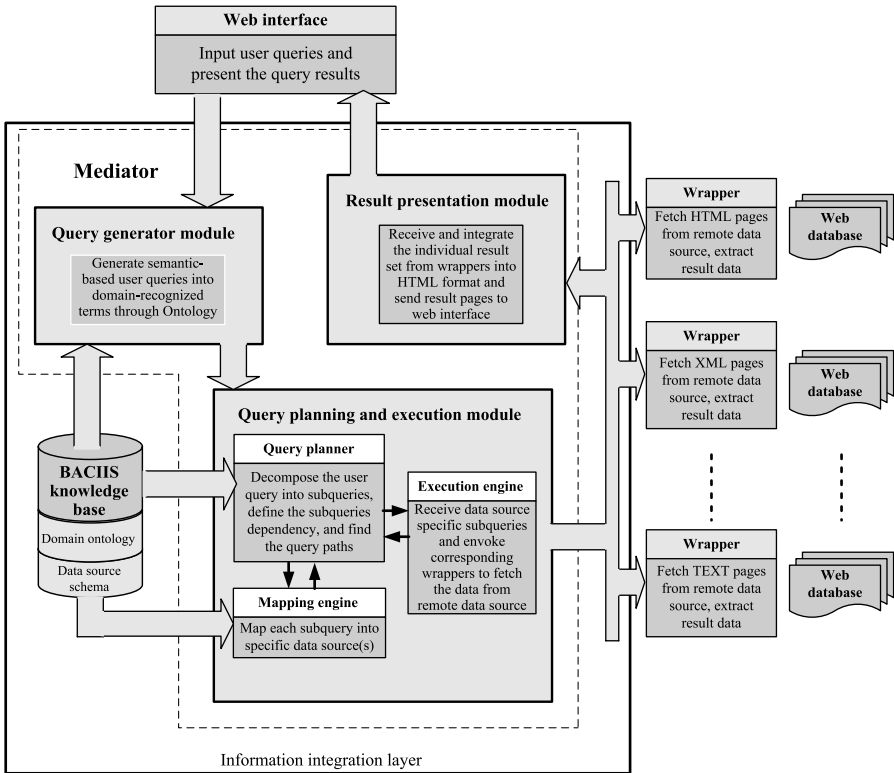 Web interface
Input user queries and
present the query results
Mediator
Query generator module
Generate semantic-
based user queries into
domain-recognized
terms through Ontology
Result presentation module
Receive and integrate
the individual result
set from wrappers into
HTML format and
send result pages to
web interface
Wrapper
Fetch HTML pages
from remote data
source, extract
result data
Web
database
Wrapper
Fetch XML pages
from remote data
source, extract
result data
Web
database
Query planning and execution module
Query planner
Decompose the user
query into subqueries,
define the subqueries
dependency, and find
the query paths
Execution engine
Receive data source
specific subqueries
and envoke
corresponding
wrappers to fetch
the data from
remote data source
Mapping engine
Map each subquery into
specific data source(s)
BACIIS
knowledge
base
Domain ontology
Data source
schema
Wrapper
Fetch TEXT pages
from remote data
source, extract
result data
Web
database
Information integration layer